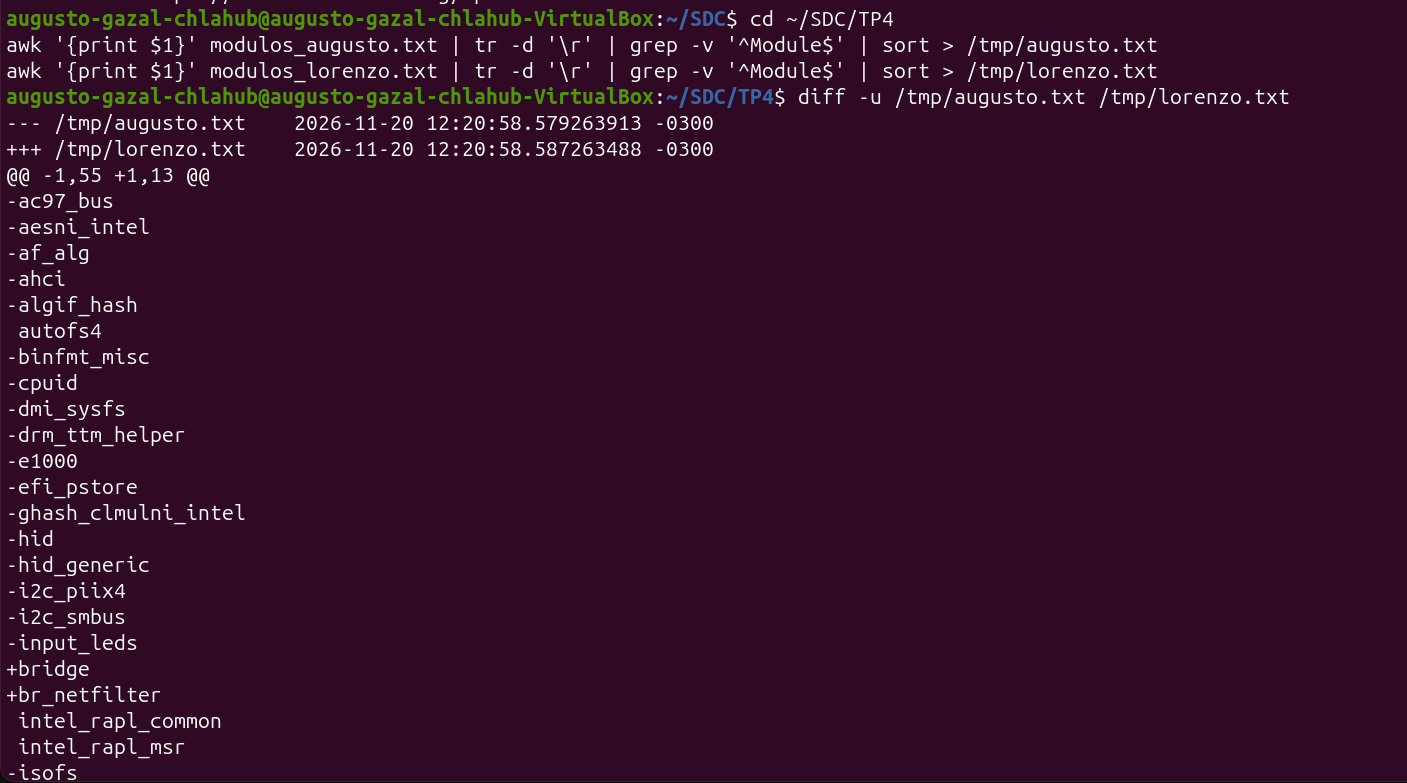 augusto-gazal-chlahub@augusto-gazal-chlahub-VirtualBox:~/SDC$ cd ~/SDC/TP4
awk '{print $1}' modulos_augusto.txt | tr -d '\r' | grep -v '^Module$' | sort > /tmp/augusto.txt
awk '{print $1}' modulos_lorenzo.txt | tr -d '\r' | grep -v '^Module$' | sort > /tmp/lorenzo.txt
augusto-gazal-chlahub@augusto-gazal-chlahub-VirtualBox:~/SDC/TP4$ diff -u /tmp/augusto.txt /tmp/lorenzo.txt
--- /tmp/augusto.txt	2026-11-20 12:20:58.579263913 -0300
+++ /tmp/lorenzo.txt	2026-11-20 12:20:58.587263488 -0300
@@ -1,55 +1,13 @@
-ac97_bus
-aesni_intel
-af_alg
-ahci
-algif_hash
 autofs4
-binfmt_misc
-cpuid
-dmi_sysfs
-drm_ttm_helper
-e1000
-efi_pstore
-ghash_clmulni_intel
-hid
-hid_generic
-i2c_piix4
-i2c_smbus
-input_leds
+bridge
+br_netfilter
 intel_rapl_common
 intel_rapl_msr
-isofs